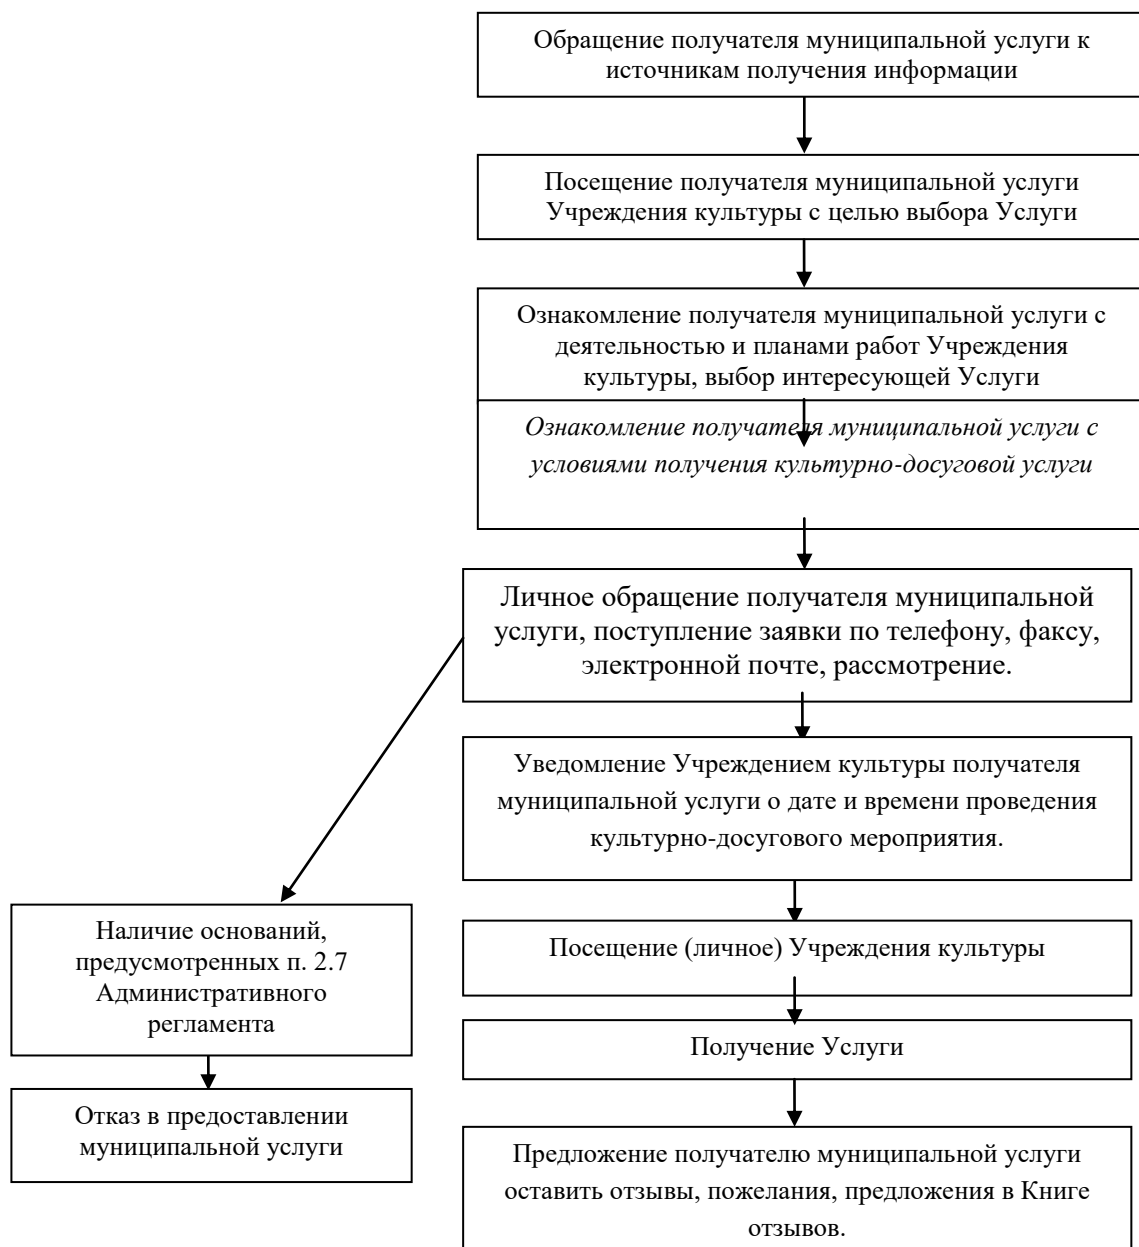 Обращение получателя муниципальной услуги к
источникам получения информации
Посещение получателя муниципальной услуги
Учреждения культуры с целью выбора Услуги
Ознакомление получателя муниципальной услуги с
деятельностью и планами работ Учреждения
культуры, выбор интересующей Услуги
Ознакомление получателя муниципальной услуги с
условиями получения культурно-досуговой услуги
Личное обращение получателя муниципальной
услуги, поступление заявки по телефону, факсу,
электронной почте, рассмотрение.
Уведомление Учреждением культуры получателя
муниципальной услуги о дате и времени проведения
культурно-досугового мероприятия.
Наличие оснований,
предусмотренных п. 2.7
Административного
регламента
Посещение (личное) Учреждения культуры
Получение Услуги
Отказ в предоставлении
муниципальной услуги
Предложение получателю муниципальной услуги
оставить отзывы, пожелания, предложения в Книге
отзывов.